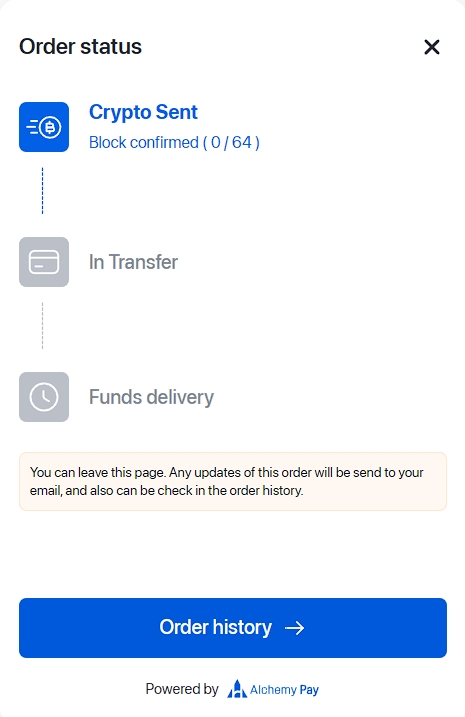 Order status
Crypto Sent
Block confirmed ( 0 / 64 )
In Transfer
Funds delivery
You can leave this page. Any updates of this order will be send to your
email, and also can be check in the order history.
Order history
Powered by Alchemy Pay